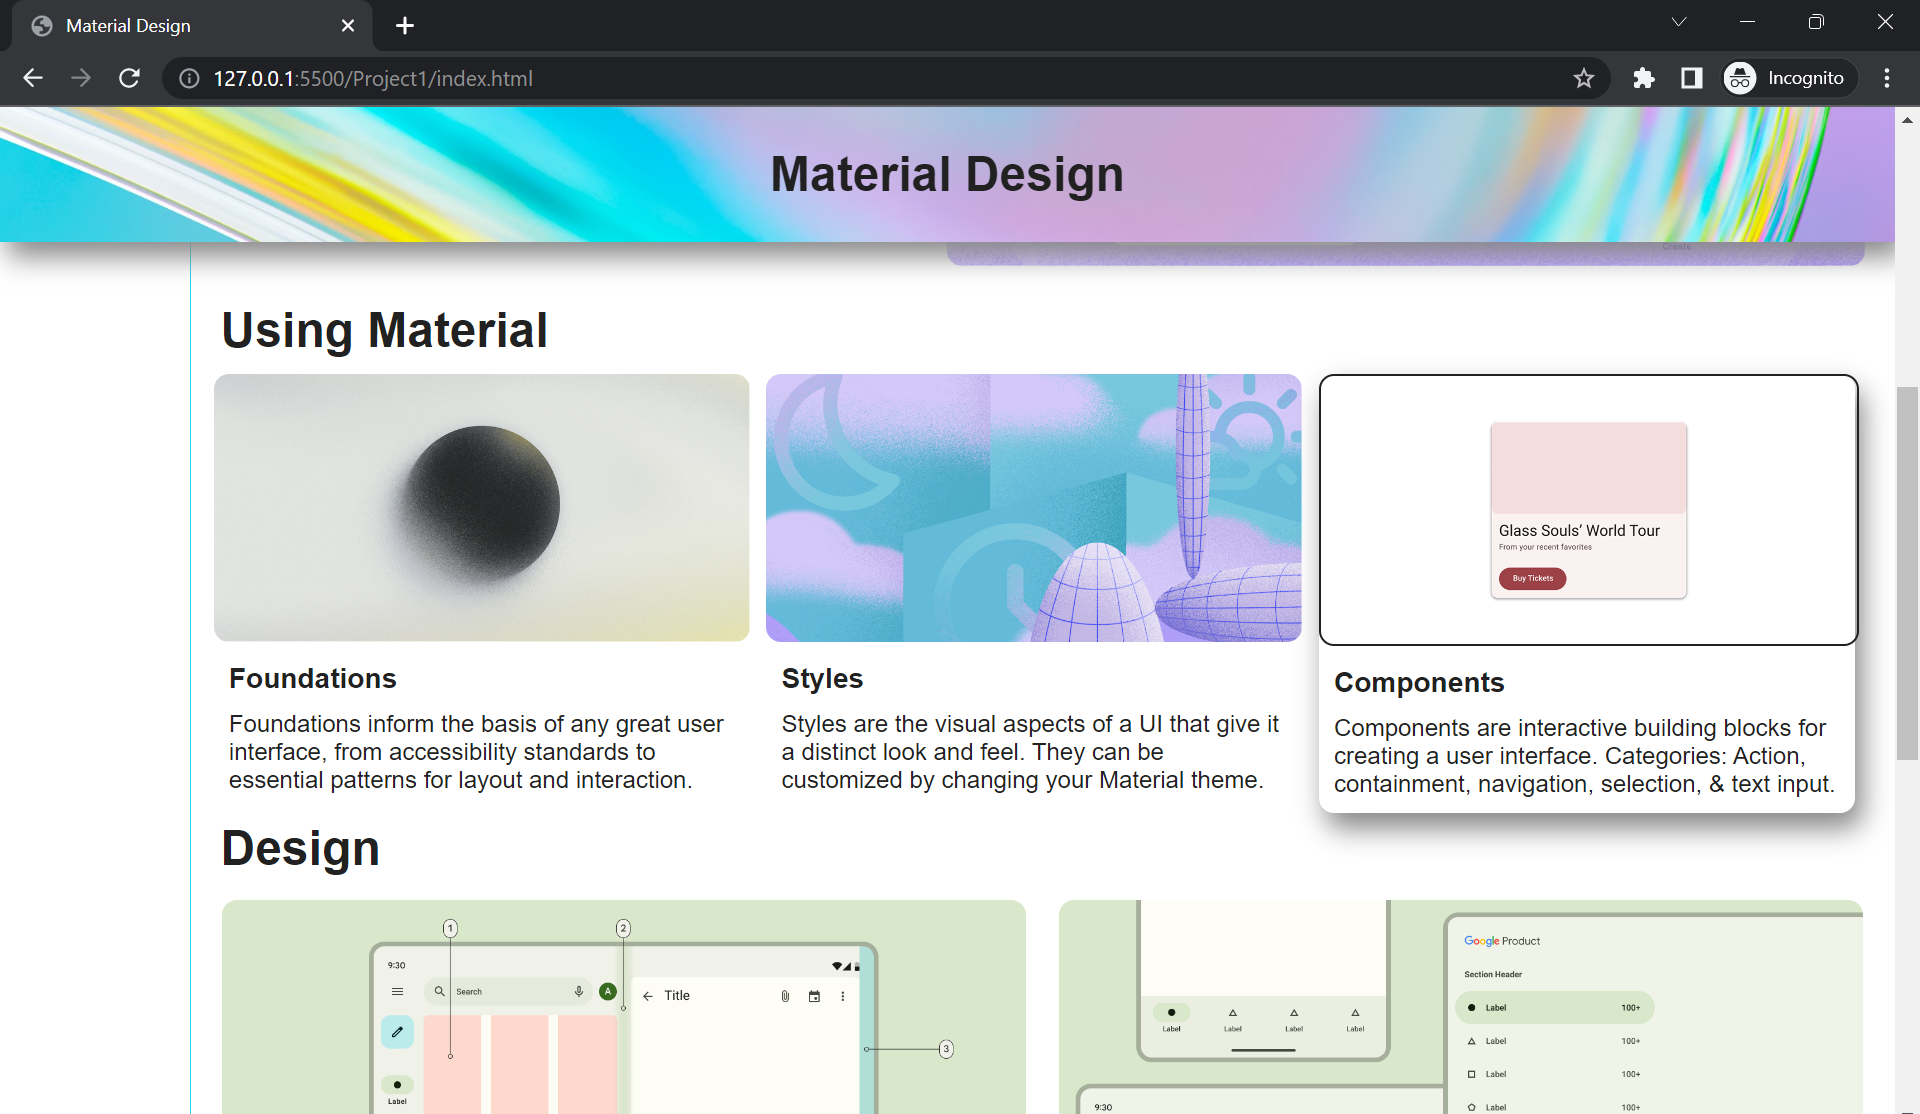 Material Design
127.0.0.1:5500/Project1/index.html
Incognito
Material Design
Create
Using Material
Glass Souls’ World Tour
From your recent favorites
Buy Tickets
Foundations
Foundations inform the basis of any great user
interface, from accessibility standards to
essential patterns for layout and interaction.
Styles
Styles are the visual aspects of a UI that give it
a distinct look and feel. They can be
customized by changing your Material theme.
Components
Components are interactive building blocks for
creating a user interface. Categories: Action,
containment, navigation, selection, & text input.
Design
1
2
9:30
Search
A
Title
3
Label
Label
Label
Label
Label
9:30
Google Product
Section Header
Label 100+
Label 100+
Label 100+
Label 100+